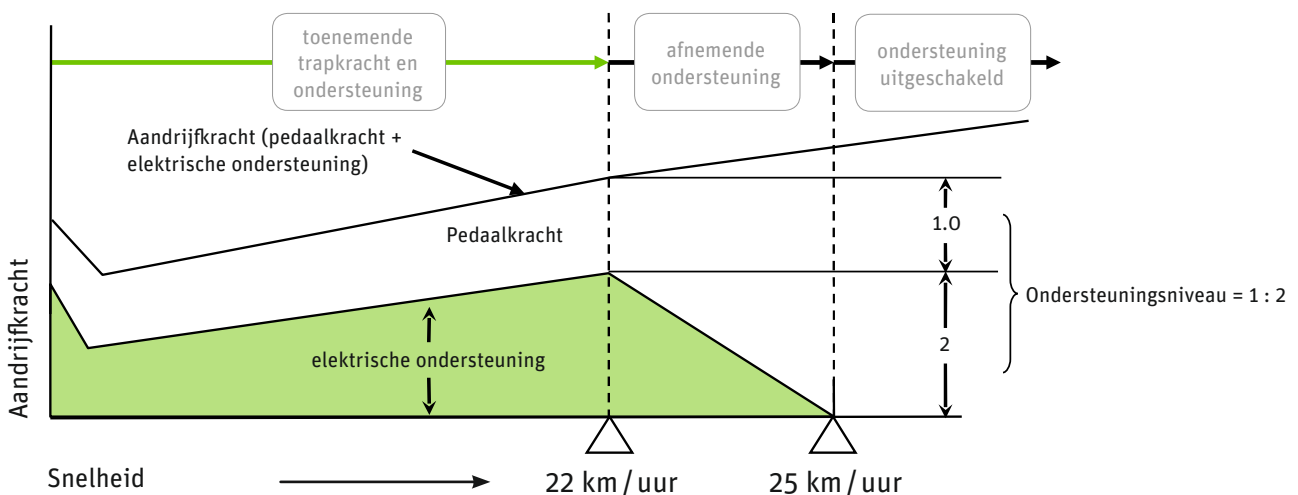 toenemende
trapkracht en
ondersteuning
afnemende
ondersteuning
ondersteuning
uitgeschakeld
Aandrijfkracht (pedaalkracht +
elektrische ondersteuning)
Pedaalkracht
1.0
Ondersteuningsniveau = 1 : 2
2
elektrische ondersteuning
Aandrijfkracht
Snelheid
22 km / uur
25 km / uur